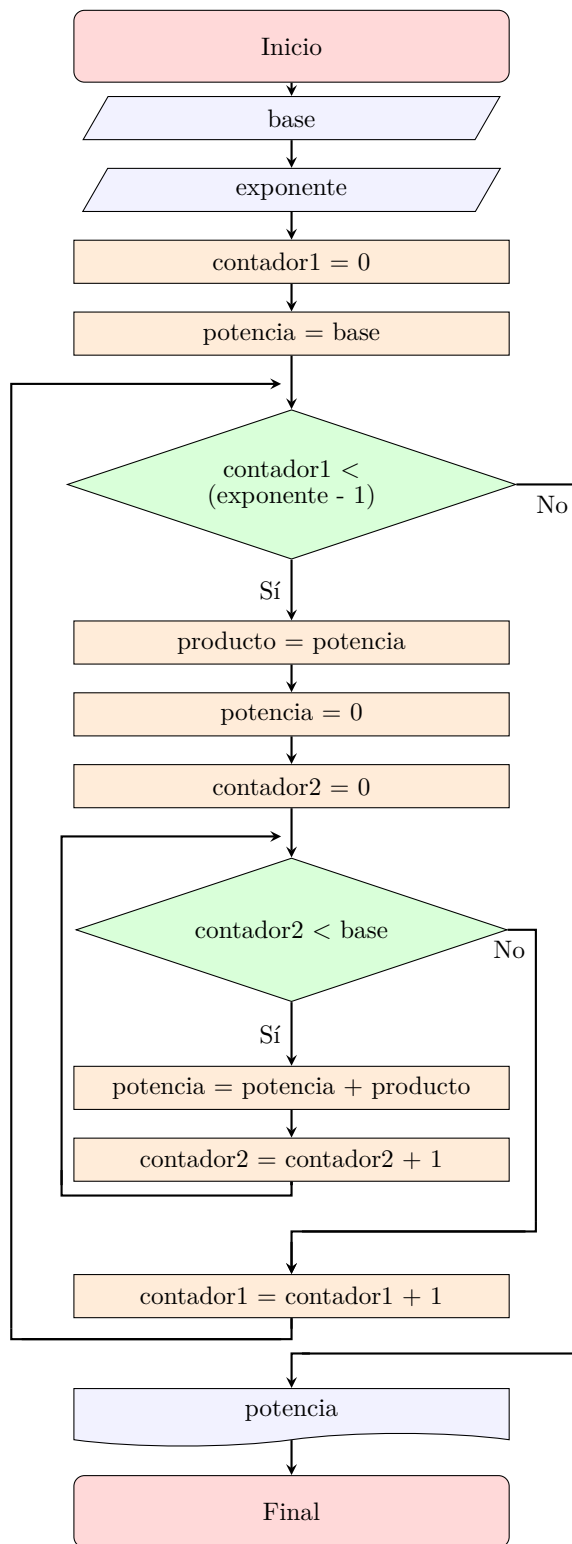 Inicio
base
exponente
contador1 = 0
potencia = base
contador1 <
(exponente - 1)
No
Sí
producto = potencia
potencia = 0
contador2 = 0
contador2 < base
No
Sí
potencia = potencia + producto
contador2 = contador2 + 1
contador1 = contador1 + 1
potencia
Final